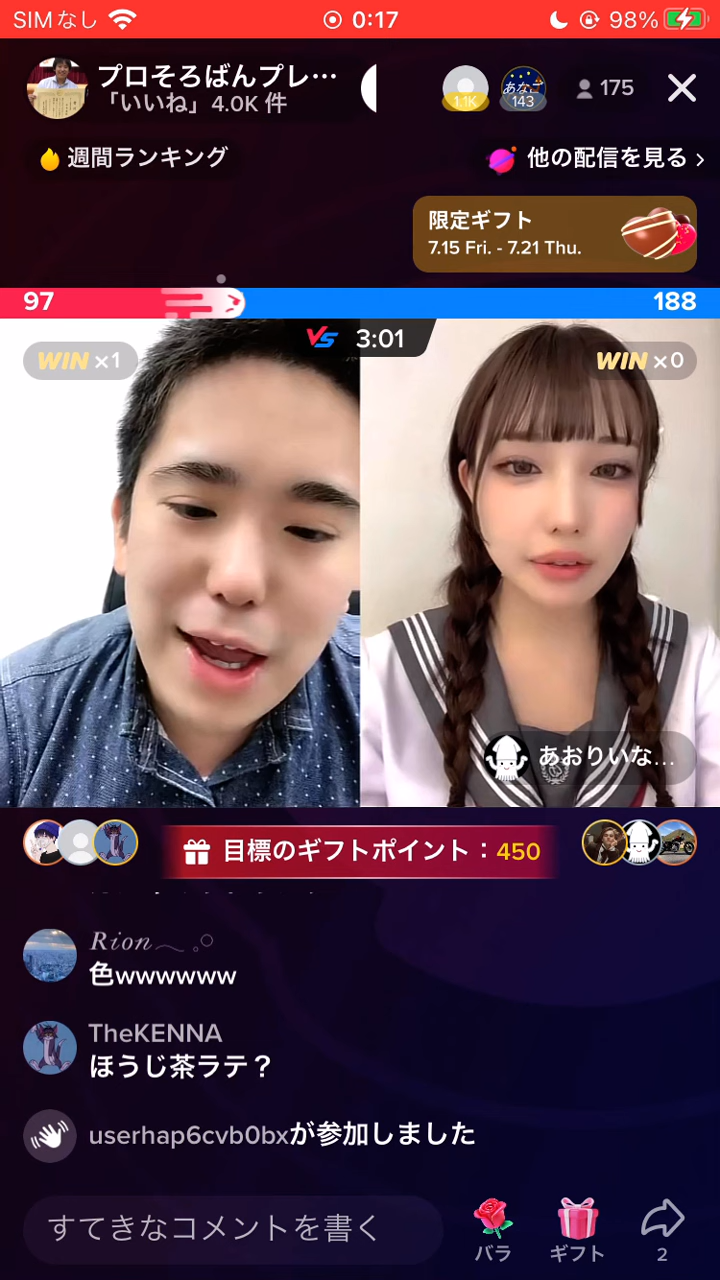 SIMなし
0:17
98%
プロそろばんプレ…
「いいね」4.0K 件
1.1K
あなご
143
175
週間ランキング
他の配信を見る
限定ギフト
7.15 Fri. - 7.21 Thu.
97
188
VS 3:01
WIN x1
WIN x0
あおりいな...
目標のギフトポイント：450
Rion
色wwwwww
TheKENNA
ほうじ茶ラテ？
userhap6cvb0bxが参加しました
すてきなコメントを書く
バラ
ギフト
2